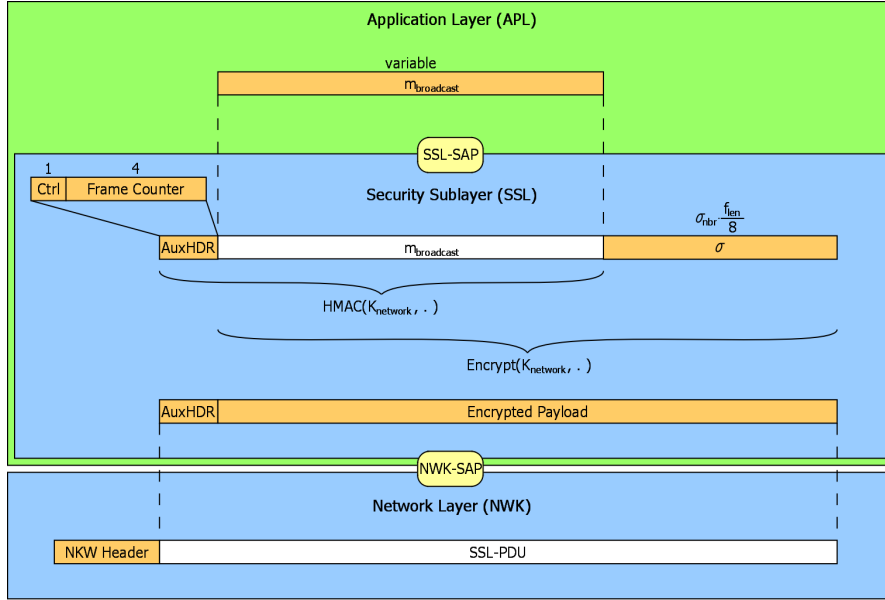 Application Layer (APL)
variable
m_broadcast
SSL-SAP
1 4
Ctrl Frame Counter
Security Sublayer (SSL)
σ_nbr · f_len/8
AuxHDR m_broadcast σ
HMAC(K_network, . )
Encrypt(K_network, . )
AuxHDR Encrypted Payload
NWK-SAP
Network Layer (NWK)
NKW Header SSL-PDU